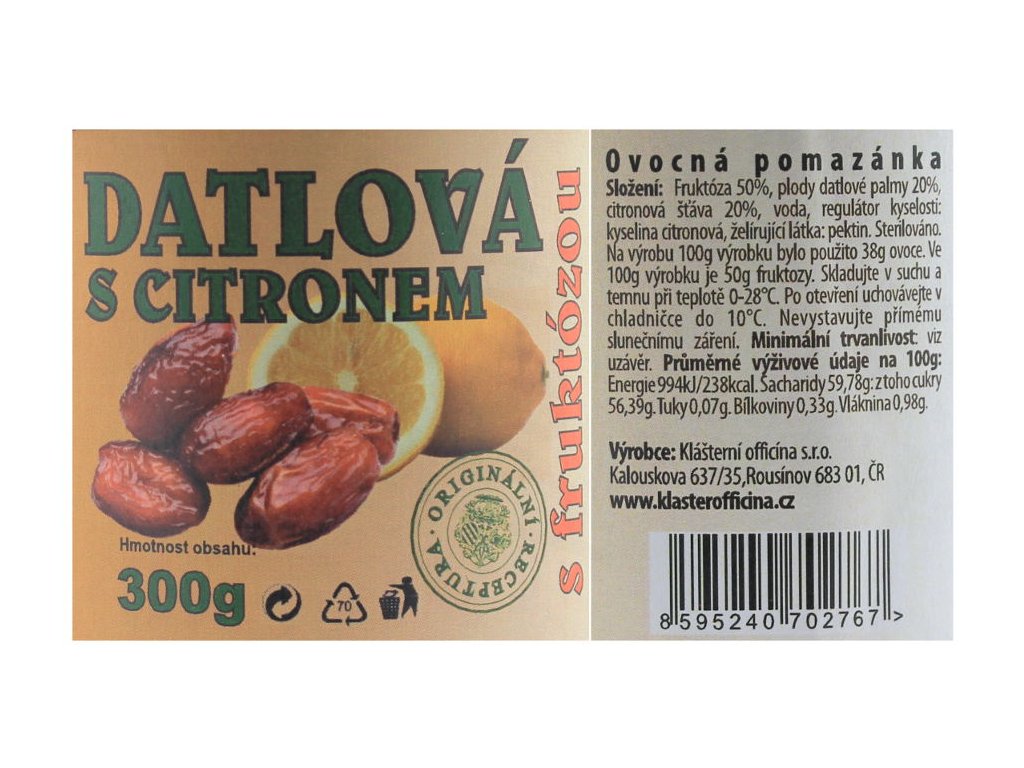 DATLOVÁ
S CITRONEM
s fruktózou
Hmotnost obsahu:
300g
70
ORIGINÁLNÍ · RECEPTURA ·
Ovocná pomazánka
Složení: Fruktóza 50%, plody datlové palmy 20%,
citronová šťáva 20%, voda, regulátor kyselosti:
kyselina citronová, želírující látka: pektin. Sterilováno.
Na výrobu 100g výrobku bylo použito 38g ovoce. Ve
100g výrobku je 50g fruktozy. Skladujte v suchu a
temnu při teplotě 0-28°C. Po otevření uchovávejte v
chladničce do 10°C. Nevystavujte přímému
slunečnímu záření. Minimální trvanlivost: viz
uzávěr. Průměrné výživové údaje na 100g:
Energie 994kJ/238kcal. Sacharidy 59,78g: z toho cukry
56,39g. Tuky 0,07g. Bílkoviny 0,33g. Vláknina 0,98g.
Výrobce: Klášterní officína s.r.o.
Kalouskova 637/35, Rousínov 683 01, ČR
www.klasterofficina.cz
8 595240 702767 >